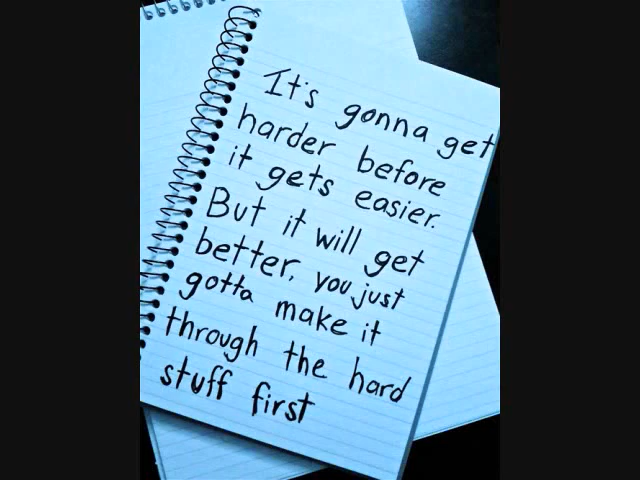 It's gonna get
harder before
it gets easier.
But it will get
better, you just
gotta make it
through the hard
stuff first